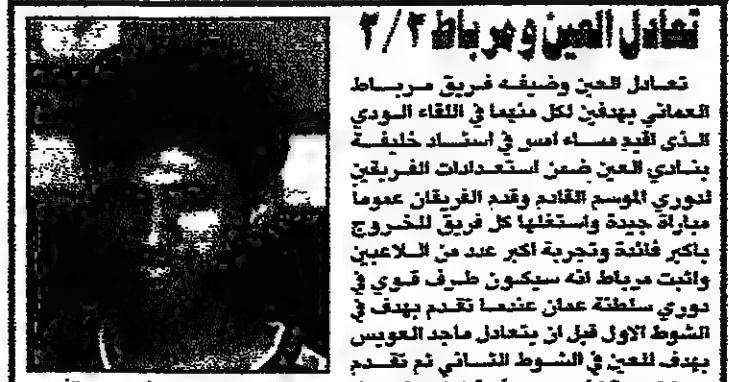 تعادل العين ومرباط ٢/٢
تعادل العين وضيفه فريق مرباط
العماني بهدفين لكل منهما في اللقاء الودي
الذي اقيم مساء امس في استاد خليفة
بنادي العين ضمن استعدادات الفريقين
لدوري الموسم القادم وقدم الفريقان عموما
مباراة جيدة واستغلها كل فريق للخروج
باكبر فائدة وتجربة اكبر عدد من اللاعبين
واثبت مرباط انه سيكون طرف قوي في
دوري سلطنة عمان عندما تقدم بهدف في
الشوط الاول قبل ان يتعادل ماجد العويس
بهدف للعين في الشوط الثاني ثم تقدم